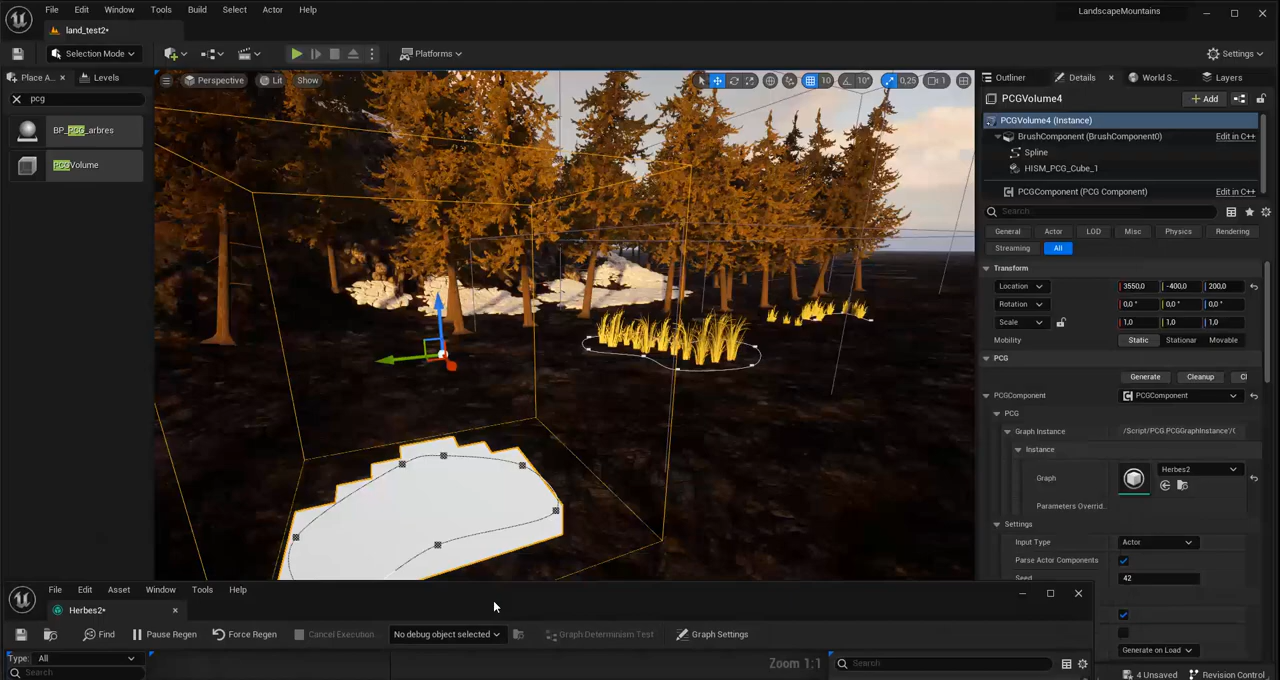 File Edit Window Tools Build Select Actor Help
LandscapeMountains
land_test2*
Selection Mode
Platforms
Settings
Place A...
Levels
Perspective
Lit
Show
10
10°
0,25
1
Outliner
Details
World S...
Layers
pcg
PCGVolume4
Add
BP_PCG_arbres
PCGVolume
PCGVolume4 (Instance)
BrushComponent (BrushComponent0)
Edit in C++
Spline
HISM_PCG_Cube_1
PCGComponent (PCG Component)
Edit in C++
Search
General Actor LOD Misc Physics Rendering
Streaming All
Transform
Location 3550,0 -400,0 200,0
Rotation 0,0 ° 0,0 ° 0,0 °
Scale 1,0 1,0 1,0
Mobility Static Stationar Movable
PCG
Generate Cleanup Cl
PCGComponent PCGComponent
PCG
Graph Instance /Script/PCG.PCGGraphInstance'/(
Instance
Graph Herbes2
Parameters Overrid..
Settings
Input Type Actor
Parse Actor Components
Seed 42
Generate on Load
4 Unsaved
Revision Control
File Edit Asset Window Tools Help
Herbes2*
Find
Pause Regen
Force Regen
Cancel Execution
No debug object selected
Graph Determinism Test
Graph Settings
Type: All
Zoom 1:1
Search
Search